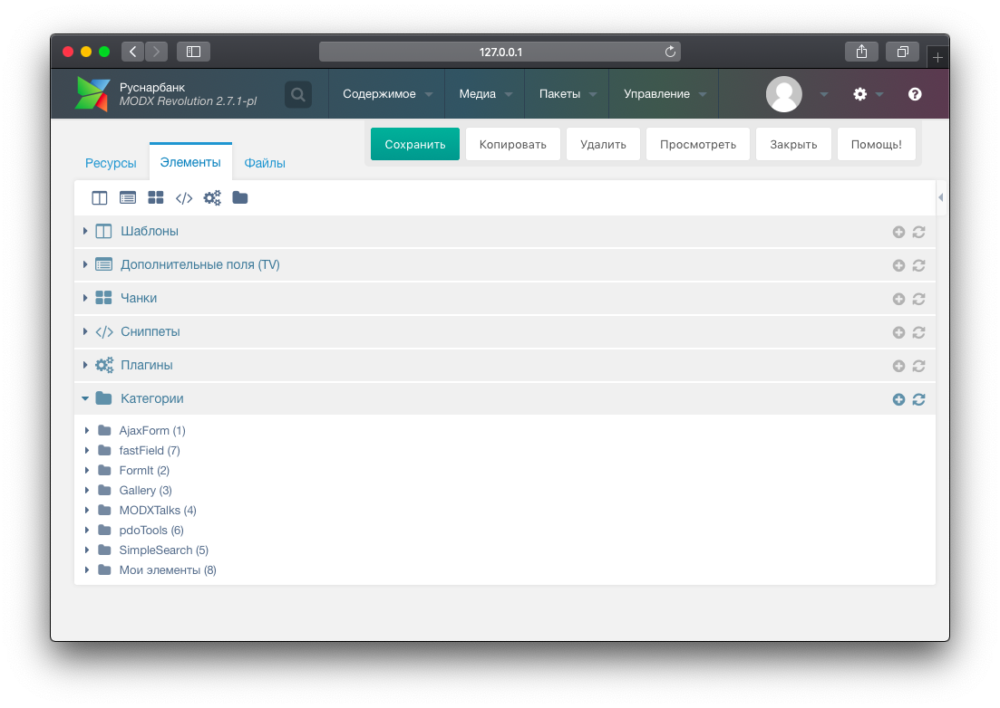 127.0.0.1
Руснарбанк
MODX Revolution 2.7.1-pl
Содержимое
Медиа
Пакеты
Управление
Сохранить
Копировать
Удалить
Просмотреть
Закрыть
Помощь!
Ресурсы
Элементы
Файлы
Шаблоны
Дополнительные поля (TV)
Чанки
Сниппеты
Плагины
Категории
AjaxForm (1)
fastField (7)
FormIt (2)
Gallery (3)
MODXTalks (4)
pdoTools (6)
SimpleSearch (5)
Мои элементы (8)